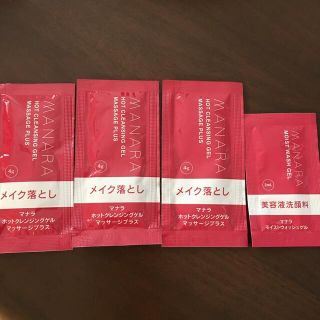 MANARA
HOT CLEANSING GEL
MASSAGE PLUS
4g
メイク落とし
マナラ
ホットクレンジングゲル
マッサージプラス
MANARA
HOT CLEANSING GEL
MASSAGE PLUS
4g
メイク落とし
マナラ
ホットクレンジングゲル
マッサージプラス
MANARA
HOT CLEANSING GEL
MASSAGE PLUS
4g
メイク落とし
マナラ
ホットクレンジングゲル
マッサージプラス
MANARA
MOIST WASH GEL
2mL
美容液洗顔料
マナラ
モイストウォッシュゲル